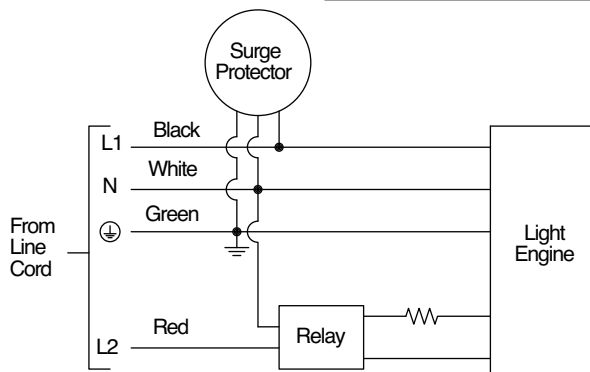 Surge
Protector
L1
Black
N
White
Green
From
Line
Cord
Light
Engine
L2
Red
Relay